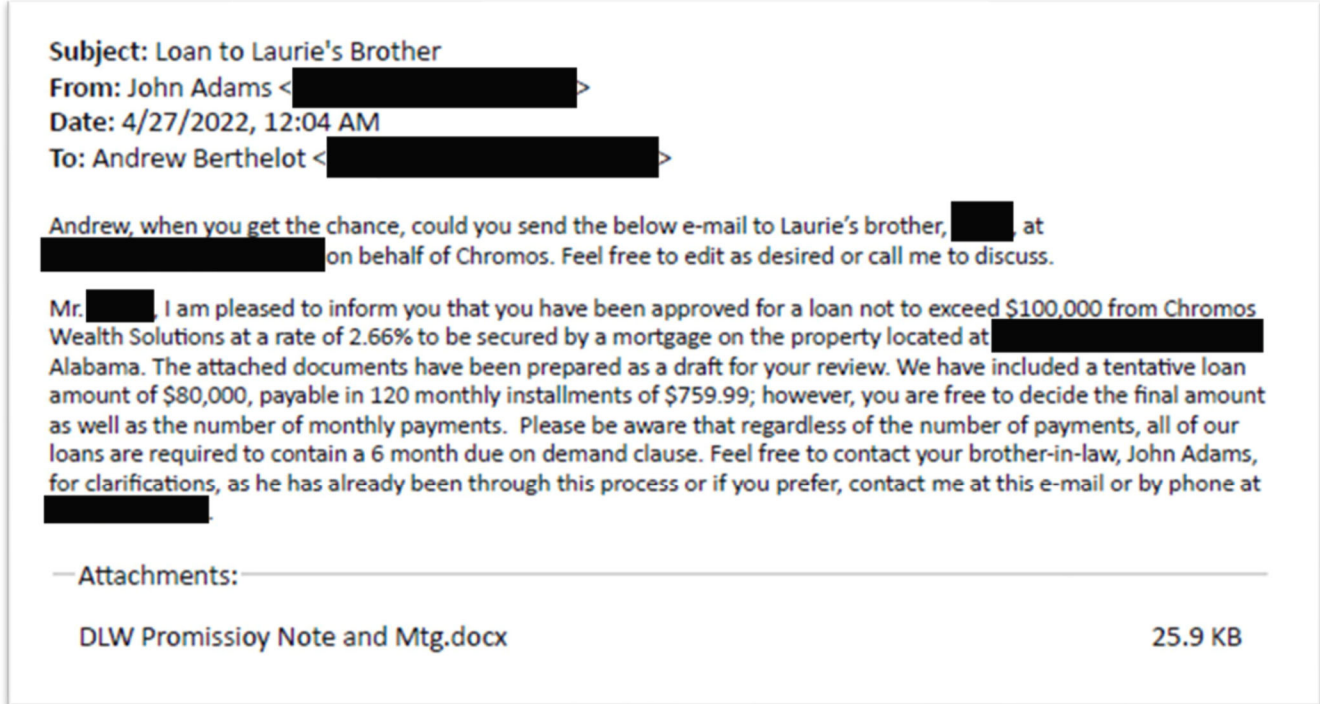 Subject: Loan to Laurie's Brother
From: John Adams < >
Date: 4/27/2022, 12:04 AM
To: Andrew Berthelot < >
Andrew, when you get the chance, could you send the below e-mail to Laurie’s brother, , at
on behalf of Chromos. Feel free to edit as desired or call me to discuss.
Mr. , I am pleased to inform you that you have been approved for a loan not to exceed $100,000 from Chromos
Wealth Solutions at a rate of 2.66% to be secured by a mortgage on the property located at
Alabama. The attached documents have been prepared as a draft for your review. We have included a tentative loan
amount of $80,000, payable in 120 monthly installments of $759.99; however, you are free to decide the final amount
as well as the number of monthly payments.  Please be aware that regardless of the number of payments, all of our
loans are required to contain a 6 month due on demand clause. Feel free to contact your brother-in-law, John Adams,
for clarifications, as he has already been through this process or if you prefer, contact me at this e-mail or by phone at
.
Attachments:
DLW Promissioy Note and Mtg.docx 25.9 KB